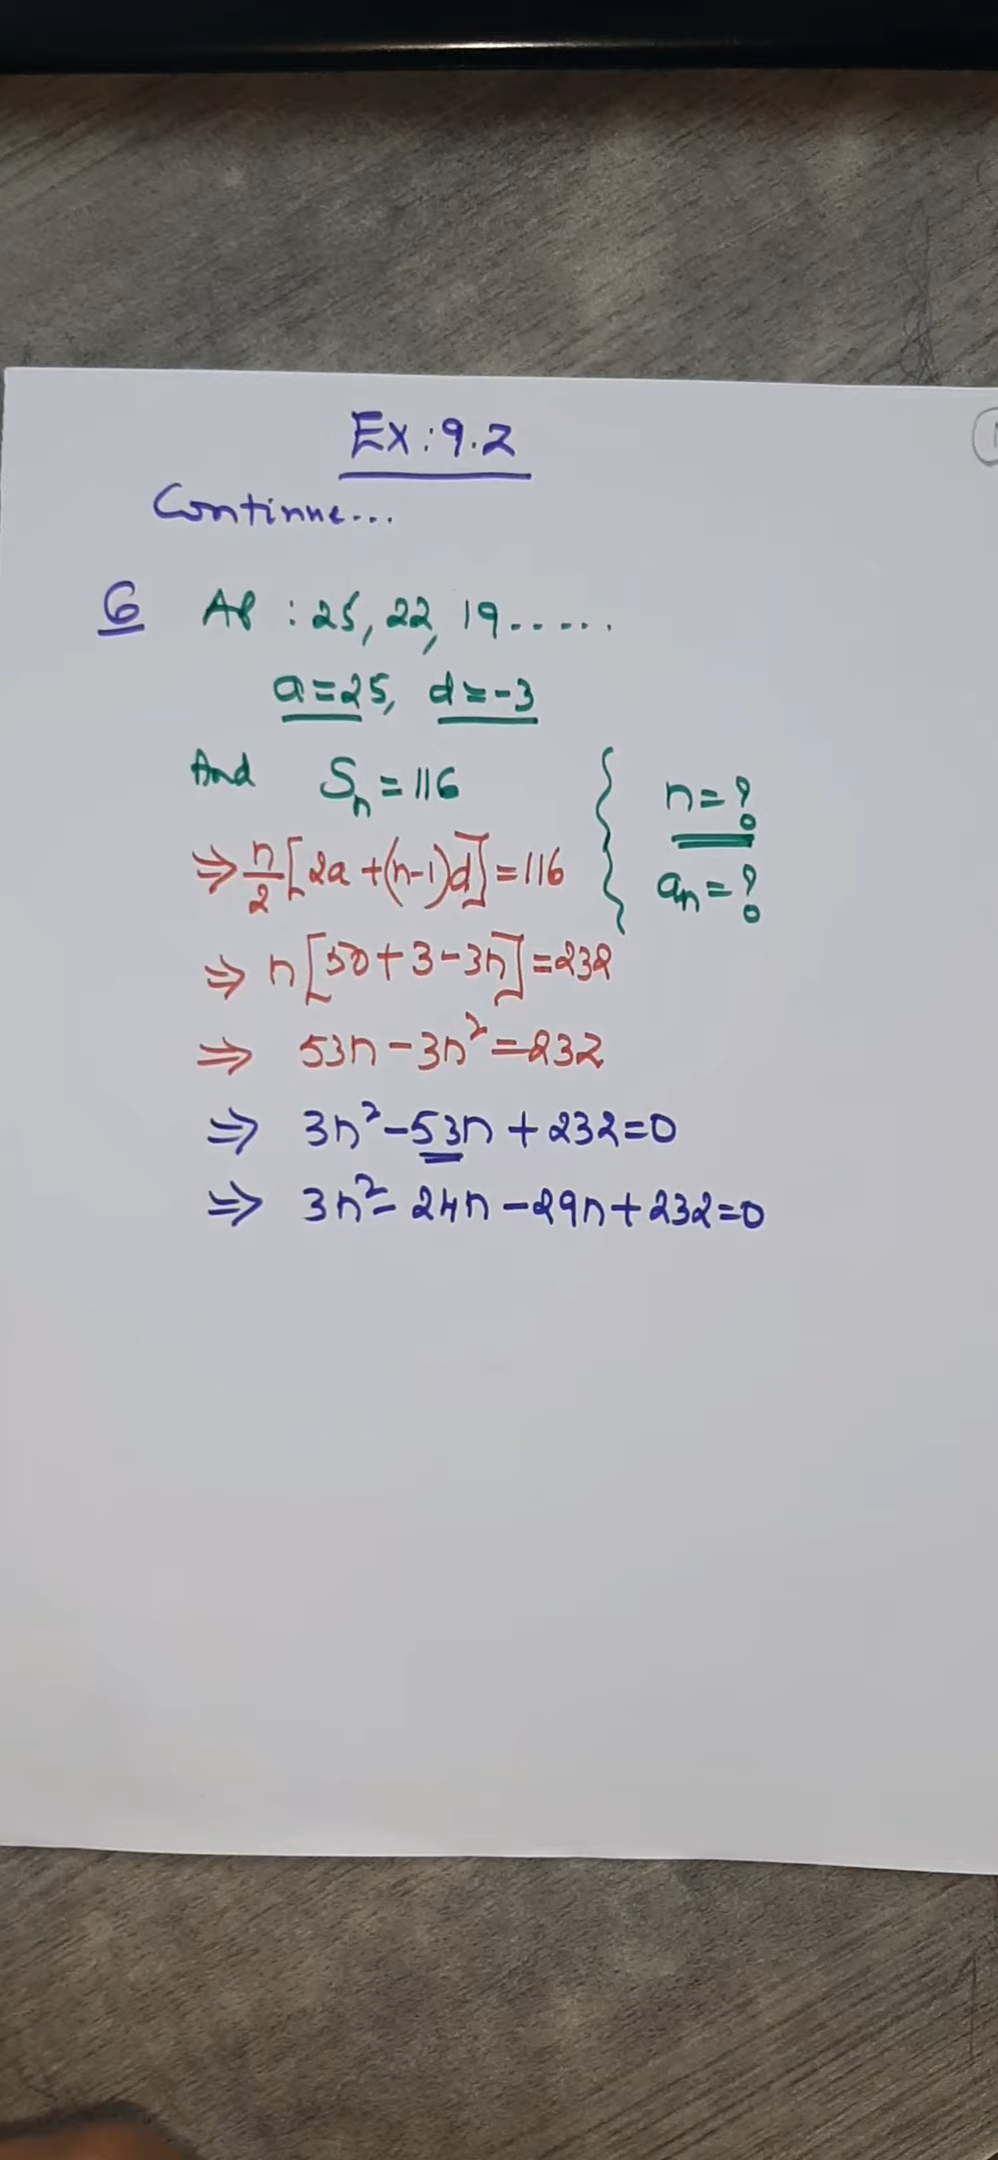 Ex: 9.2
Continue...
6 AP : 25, 22, 19......
a=25, d=-3
And Sₙ = 116
n=?
aₙ=?
⇒ n/2 [2a + (n-1)d] = 116
⇒ n[50+3-3n] = 232
⇒ 53n - 3n² = 232
⇒ 3n² - 53n + 232 = 0
⇒ 3n² - 24n - 29n + 232 = 0